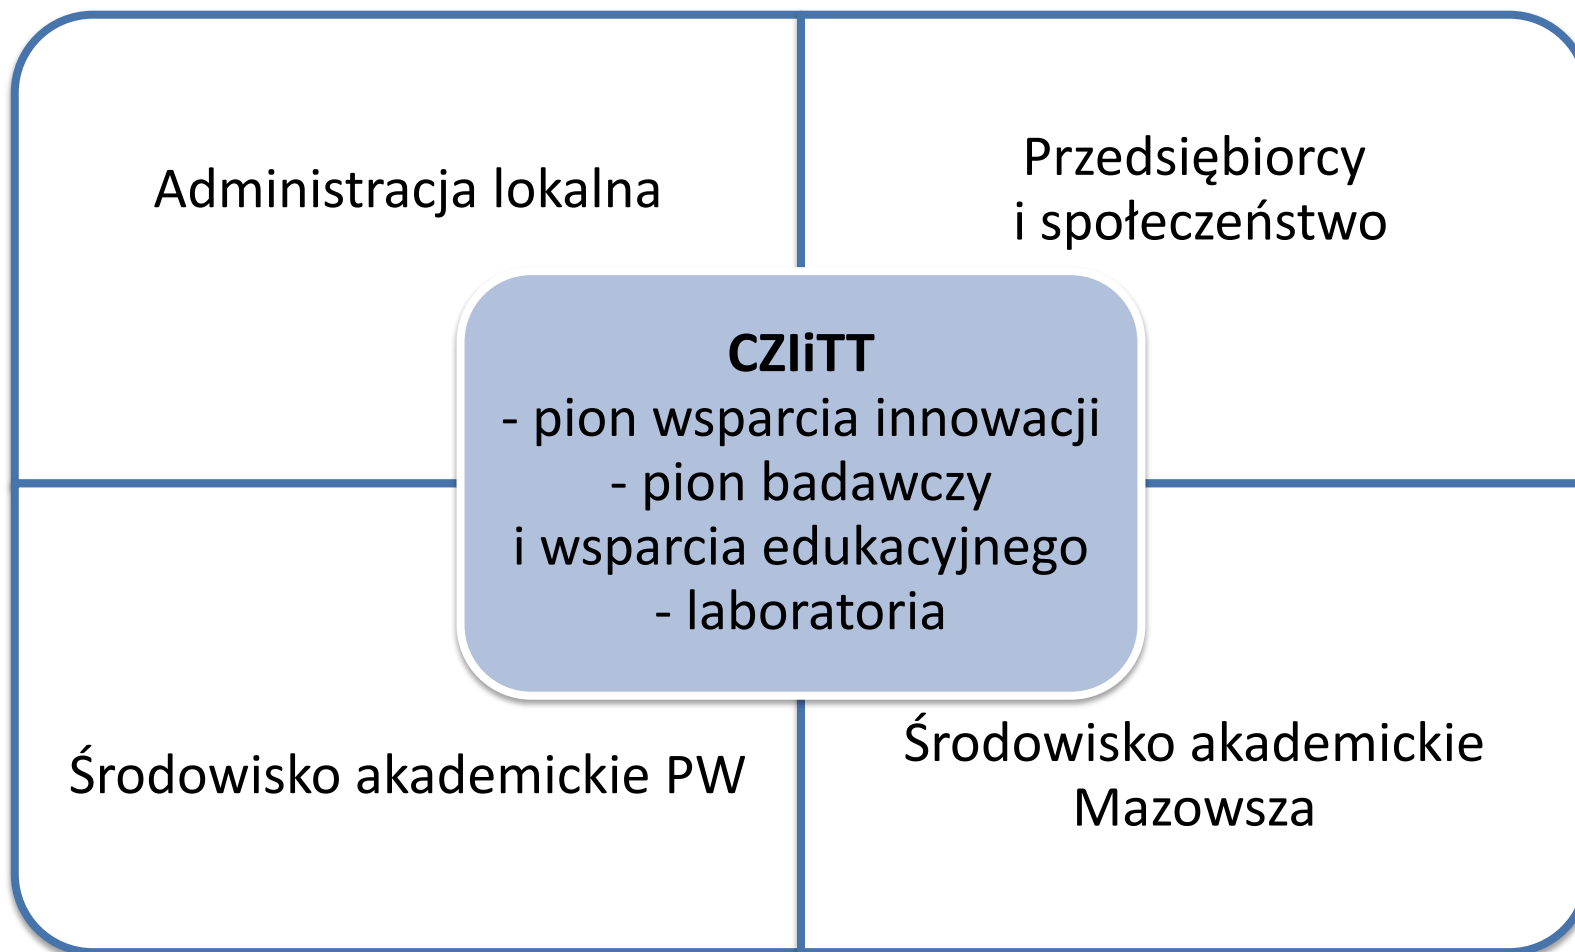 Administracja lokalna
Przedsiębiorcy
i społeczeństwo
CZIiTT
- pion wsparcia innowacji
- pion badawczy
i wsparcia edukacyjnego
- laboratoria
Środowisko akademickie PW
Środowisko akademickie
Mazowsza